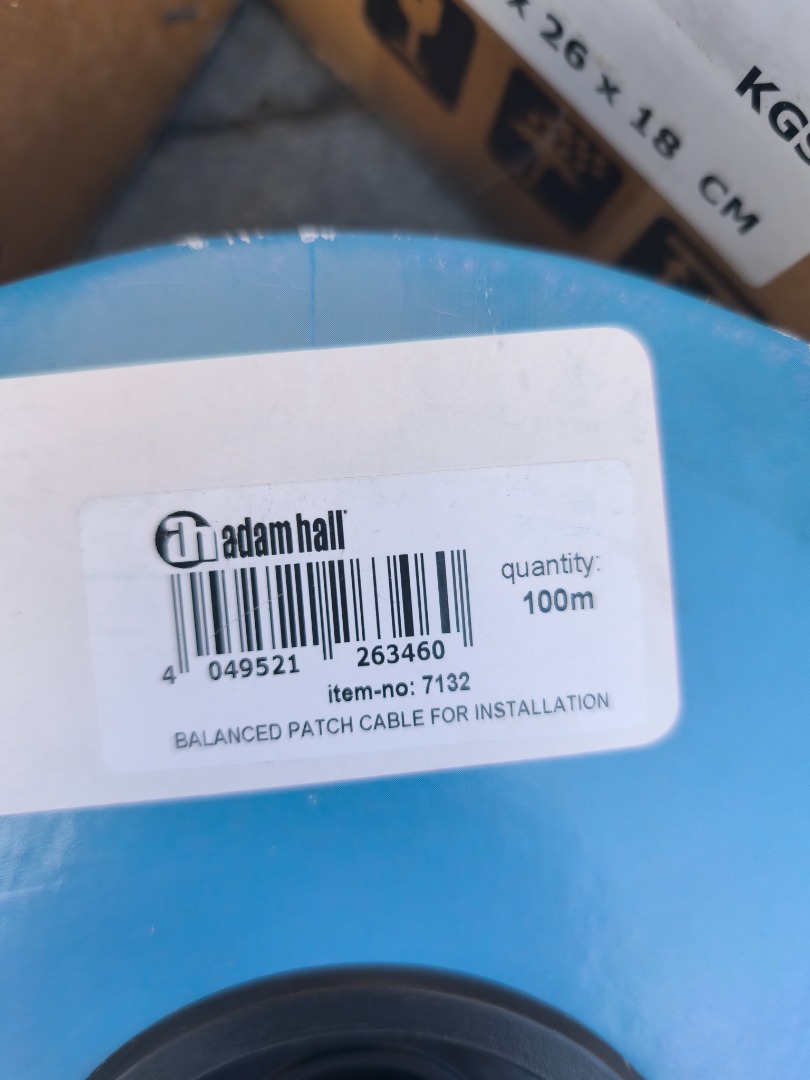 x 26 x 18 CM
adam hall
quantity:
100m
4 049521 263460
item-no: 7132
BALANCED PATCH CABLE FOR INSTALLATION